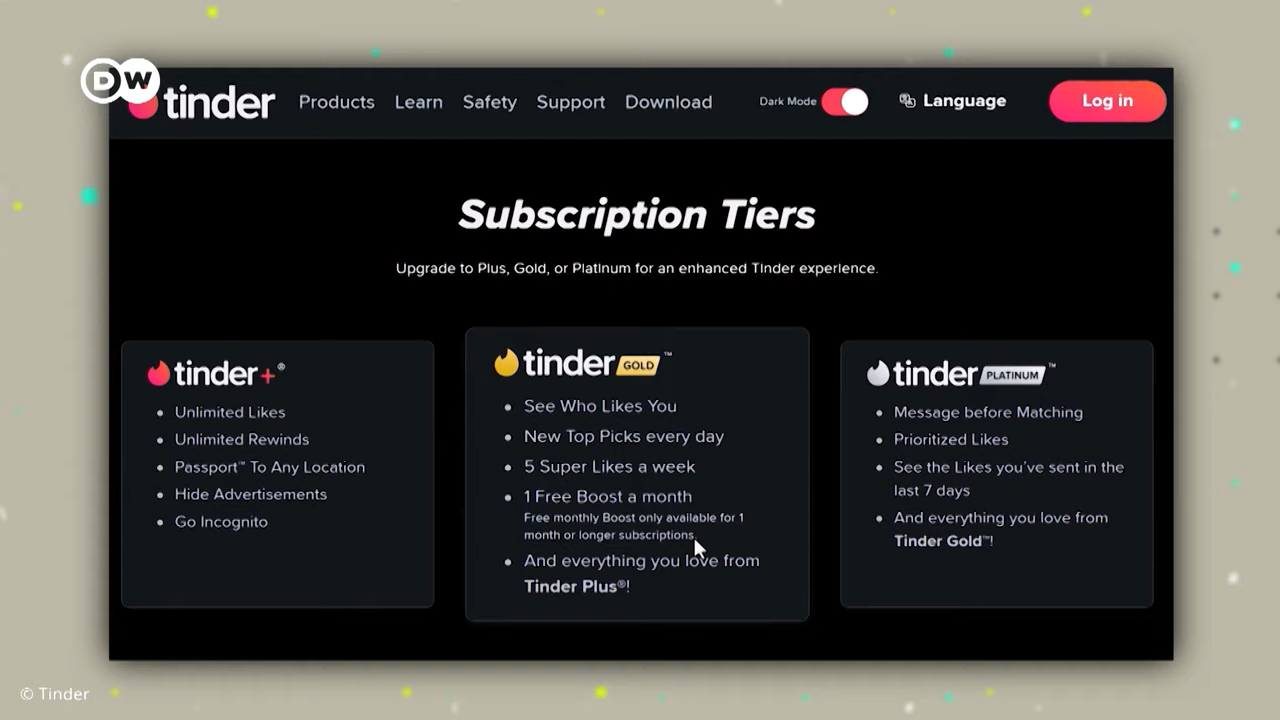 DW
tinder Products Learn Safety Support Download Dark Mode Language Log in
Subscription Tiers
Upgrade to Plus, Gold, or Platinum for an enhanced Tinder experience.
tinder+®
Unlimited Likes
Unlimited Rewinds
Passport™ To Any Location
Hide Advertisements
Go Incognito
tinder GOLD™
See Who Likes You
New Top Picks every day
5 Super Likes a week
1 Free Boost a month
Free monthly Boost only available for 1
month or longer subscriptions.
And everything you love from
Tinder Plus®!
tinder PLATINUM™
Message before Matching
Prioritized Likes
See the Likes you've sent in the
last 7 days
And everything you love from
Tinder Gold™!
© Tinder